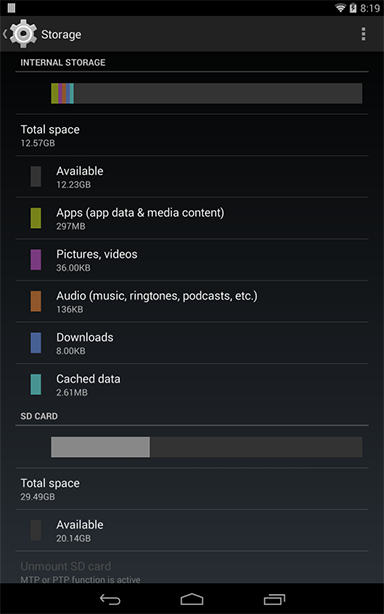 8:19
Storage
INTERNAL STORAGE
Total space
12.57GB
Available
12.23GB
Apps (app data & media content)
297MB
Pictures, videos
36.00KB
Audio (music, ringtones, podcasts, etc.)
136KB
Downloads
8.00KB
Cached data
2.61MB
SD CARD
Total space
29.49GB
Available
20.14GB
Unmount SD card
MTP or PTP function is active